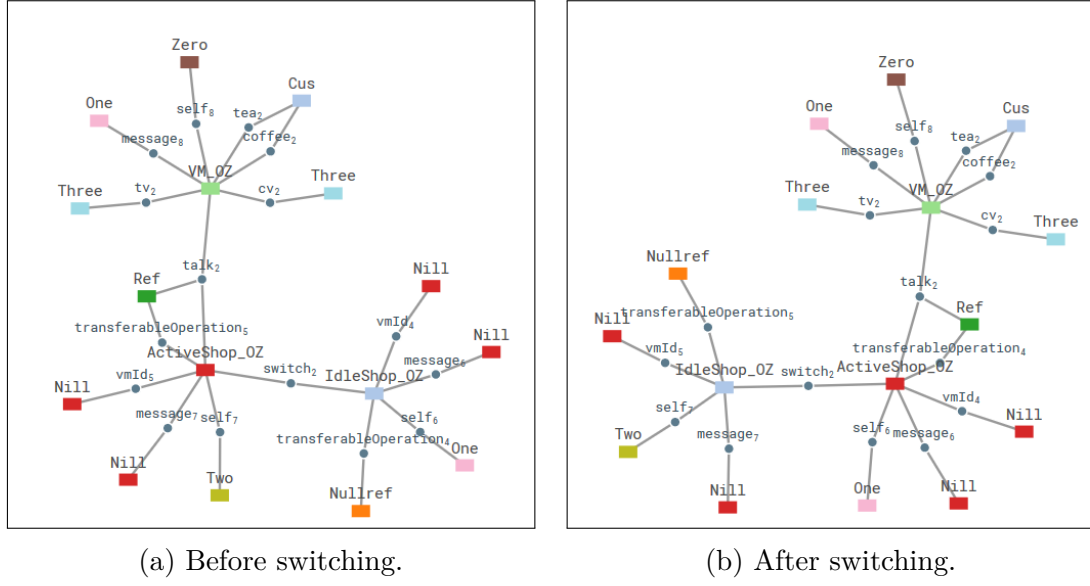 Zero
Cus
One
self₈
tea₂
message₈
coffee₂
VM_OZ
Three
tv₂
cv₂
Three
talk₂
Ref
Nill
transferableOperation₅
vmId₄
Nill
ActiveShop_OZ
message₆
vmId₅
switch₂
IdleShop_OZ
Nill
message₇
self₇
self₆
transferableOperation₄
One
Nill
Two
Nullref
(a) Before switching.
Zero
Cus
One
self₈
tea₂
message₈
coffee₂
VM_OZ
Three
tv₂
cv₂
Three
Nullref
talk₂
Ref
transferableOperation₅
Nill
vmId₅
transferableOperation₄
IdleShop_OZ
switch₂
ActiveShop_OZ
self₇
vmId₄
Nill
Two
message₇
self₆
message₆
Nill
One
Nill
(b) After switching.